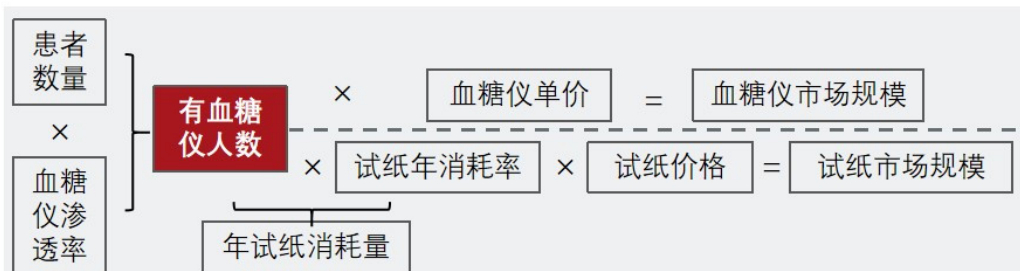 患者
数量
×
血糖
仪渗
透率
有血糖
仪人数
× 血糖仪单价 = 血糖仪市场规模
× 试纸年消耗率 × 试纸价格 = 试纸市场规模
年试纸消耗量